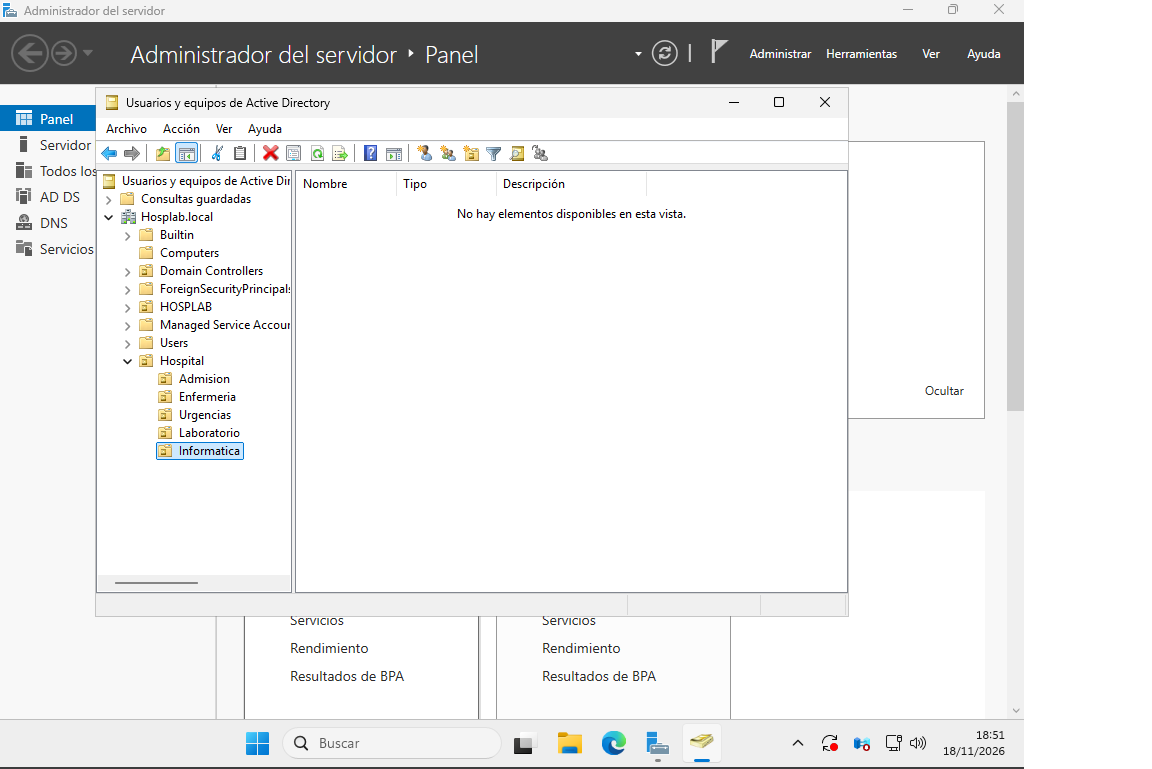 Administrador del servidor
Administrador del servidor Panel
Administrar Herramientas Ver Ayuda
Panel
Servidor
Todos los
AD DS
DNS
Servicios
Usuarios y equipos de Active Directory
Archivo Acción Ver Ayuda
Usuarios y equipos de Active Dir
Consultas guardadas
Hosplab.local
Builtin
Computers
Domain Controllers
ForeignSecurityPrincipals
HOSPLAB
Managed Service Accour
Users
Hospital
Admision
Enfermeria
Urgencias
Laboratorio
Informatica
Nombre Tipo Descripción
No hay elementos disponibles en esta vista.
Ocultar
Servicios
Rendimiento
Resultados de BPA
Servicios
Rendimiento
Resultados de BPA
Buscar
18:51
18/11/2026